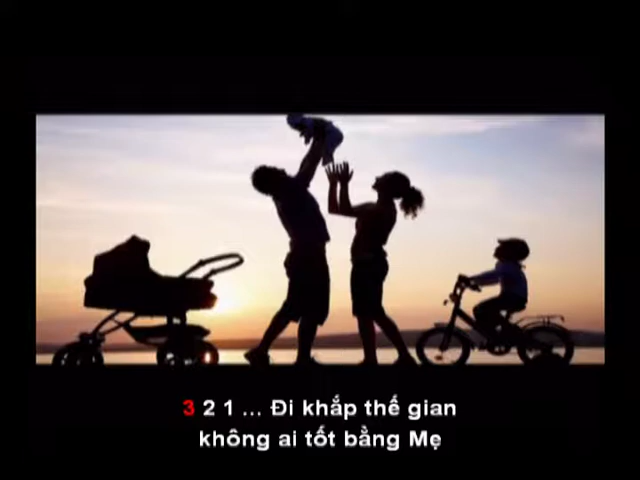 3 2 1 ... Đi khắp thế gian
không ai tốt bằng Mẹ